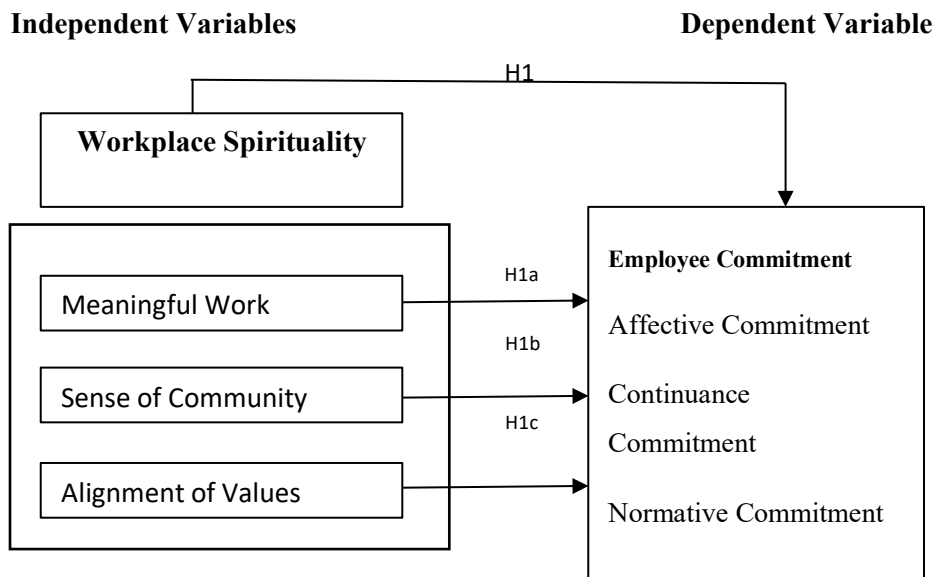 Independent Variables
Dependent Variable
H1
Workplace Spirituality
Employee Commitment
H1a
Meaningful Work
Affective Commitment
H1b
Sense of Community
Continuance
H1c
Commitment
Alignment of Values
Normative Commitment